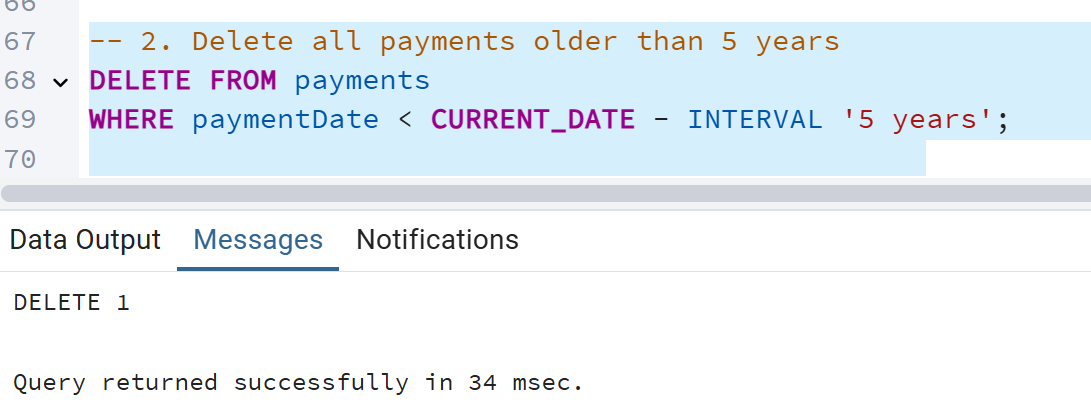 66
67 -- 2. Delete all payments older than 5 years
68 DELETE FROM payments
69 WHERE paymentDate < CURRENT_DATE - INTERVAL '5 years';
70
Data Output Messages Notifications
DELETE 1
Query returned successfully in 34 msec.